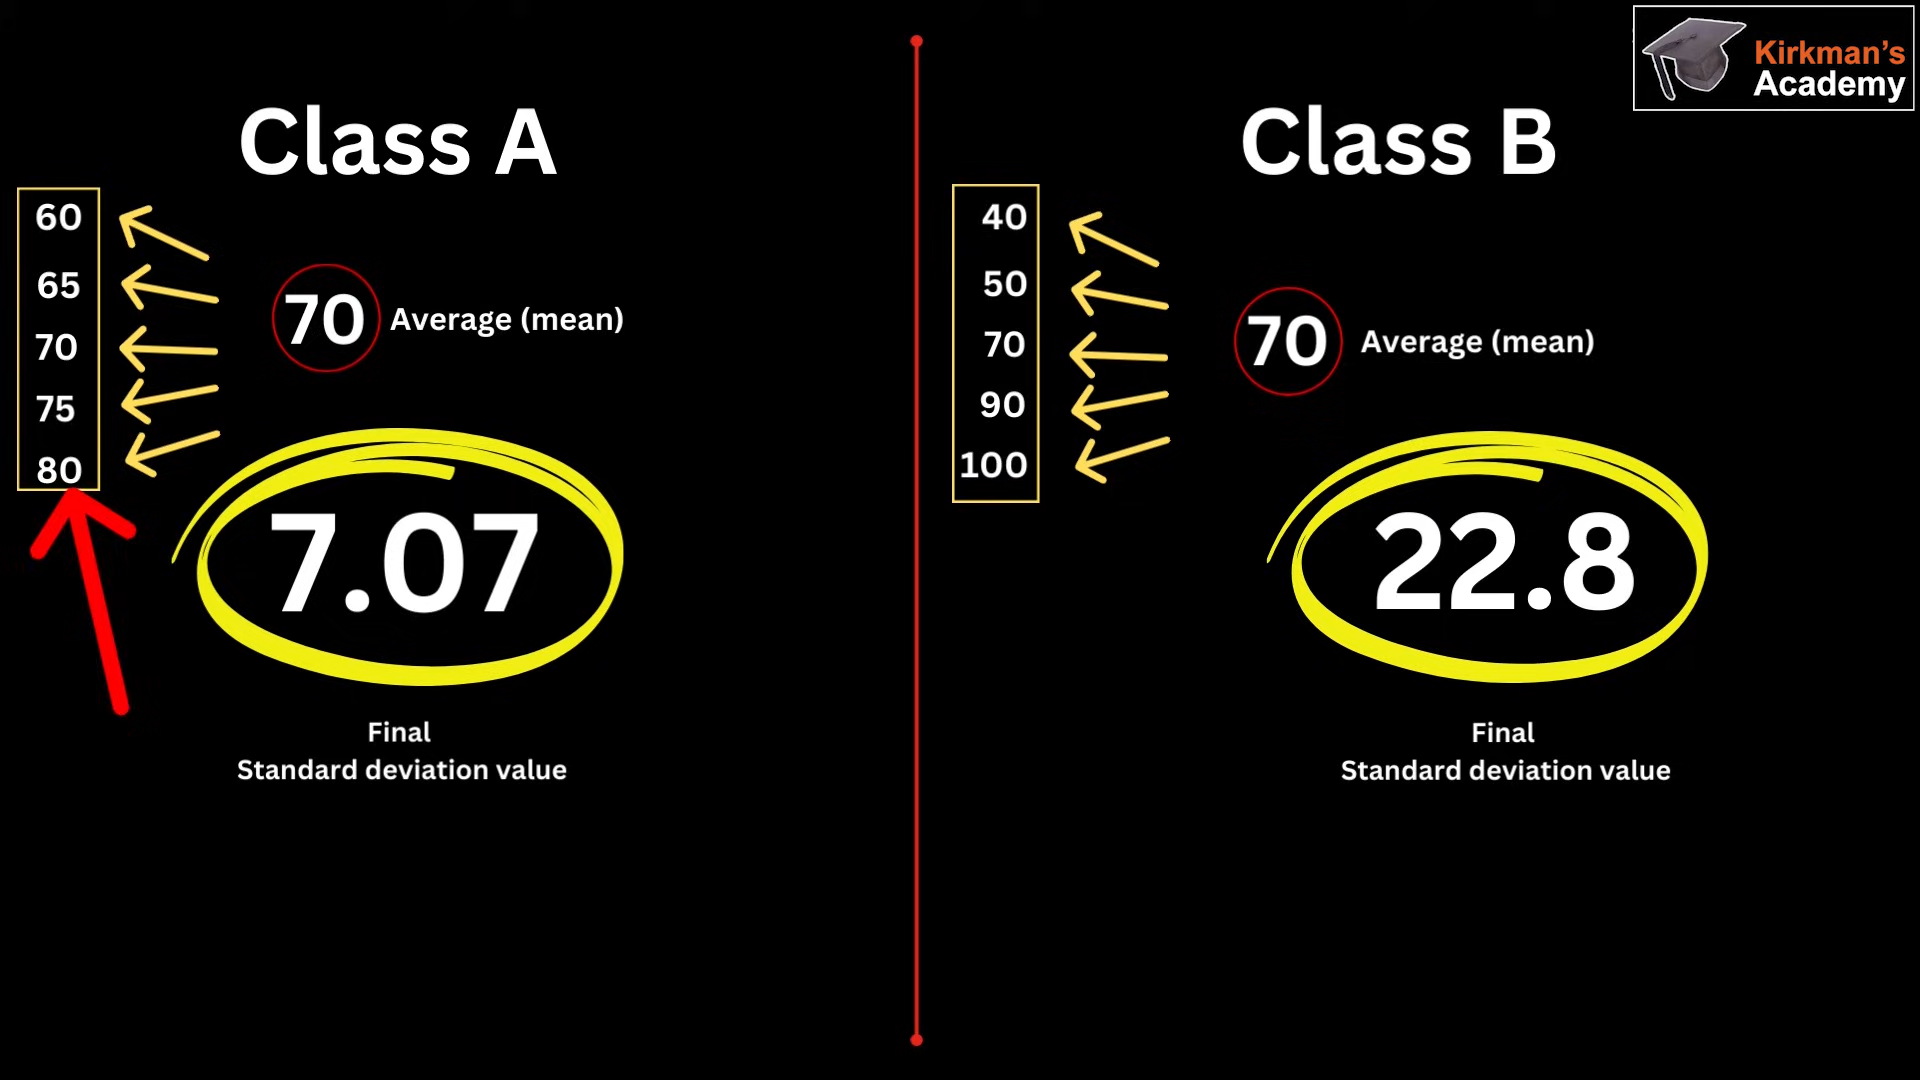 Kirkman's
Academy
Class A
60
65
70
75
80
70 Average (mean)
7.07
Final
Standard deviation value
Class B
40
50
70
90
100
70 Average (mean)
22.8
Final
Standard deviation value